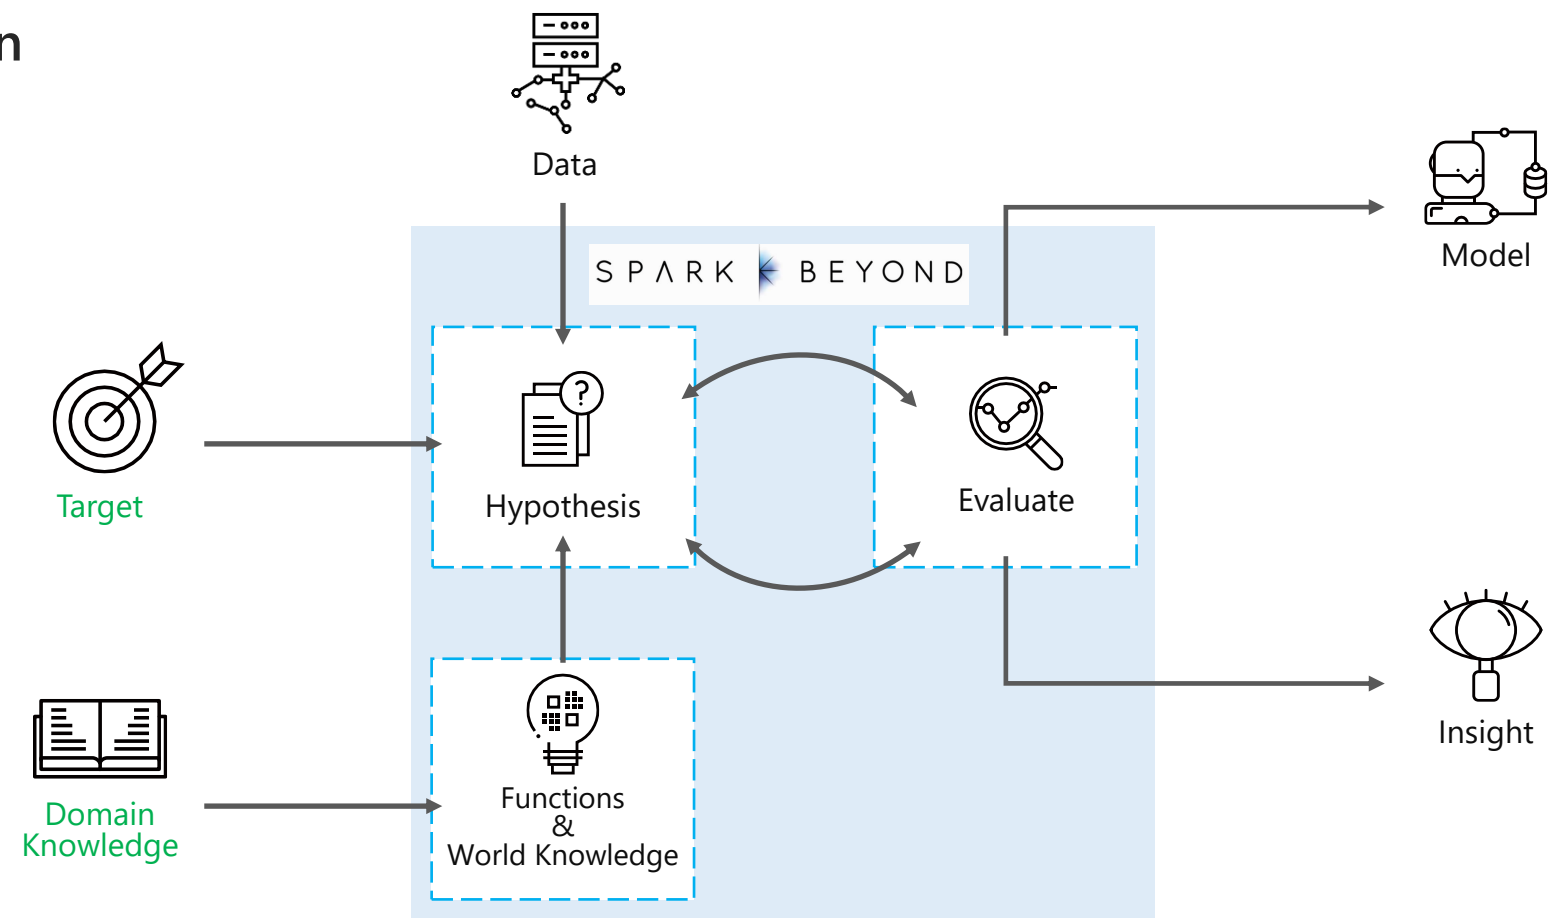 n
Data
Model
SPARK BEYOND
Target
Hypothesis
Evaluate
Insight
Domain
Knowledge
Functions
&
World Knowledge